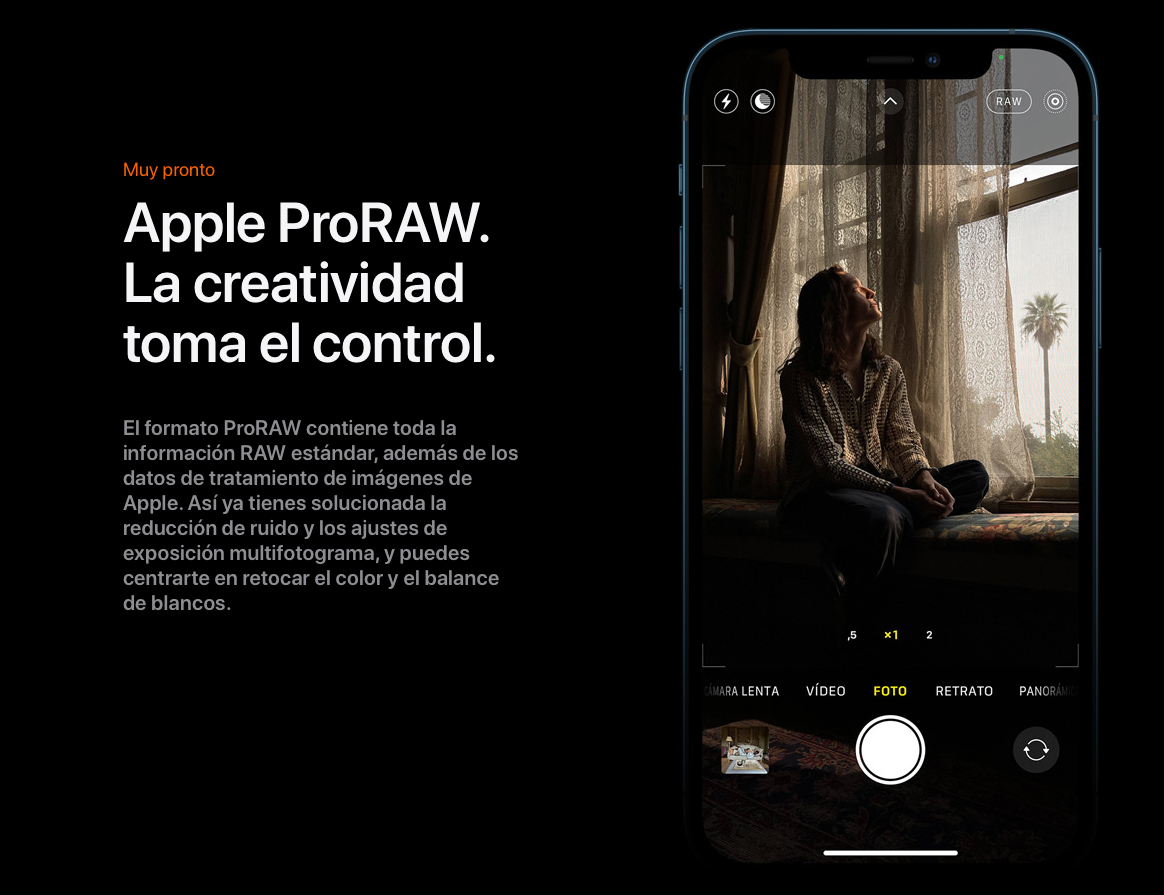 Muy pronto
Apple ProRAW.
La creatividad
toma el control.
El formato ProRAW contiene toda la
información RAW estándar, además de los
datos de tratamiento de imágenes de
Apple. Así ya tienes solucionada la
reducción de ruido y los ajustes de
exposición multifotograma, y puedes
centrarte en retocar el color y el balance
de blancos.
RAW
,5 ×1 2
CÁMARA LENTA VÍDEO FOTO RETRATO PANORÁMIC